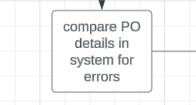 compare PO
details in
system for
errors